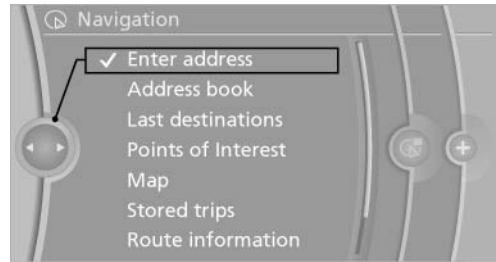 Navigation
Enter address
Address book
Last destinations
Points of Interest
Map
Stored trips
Route information